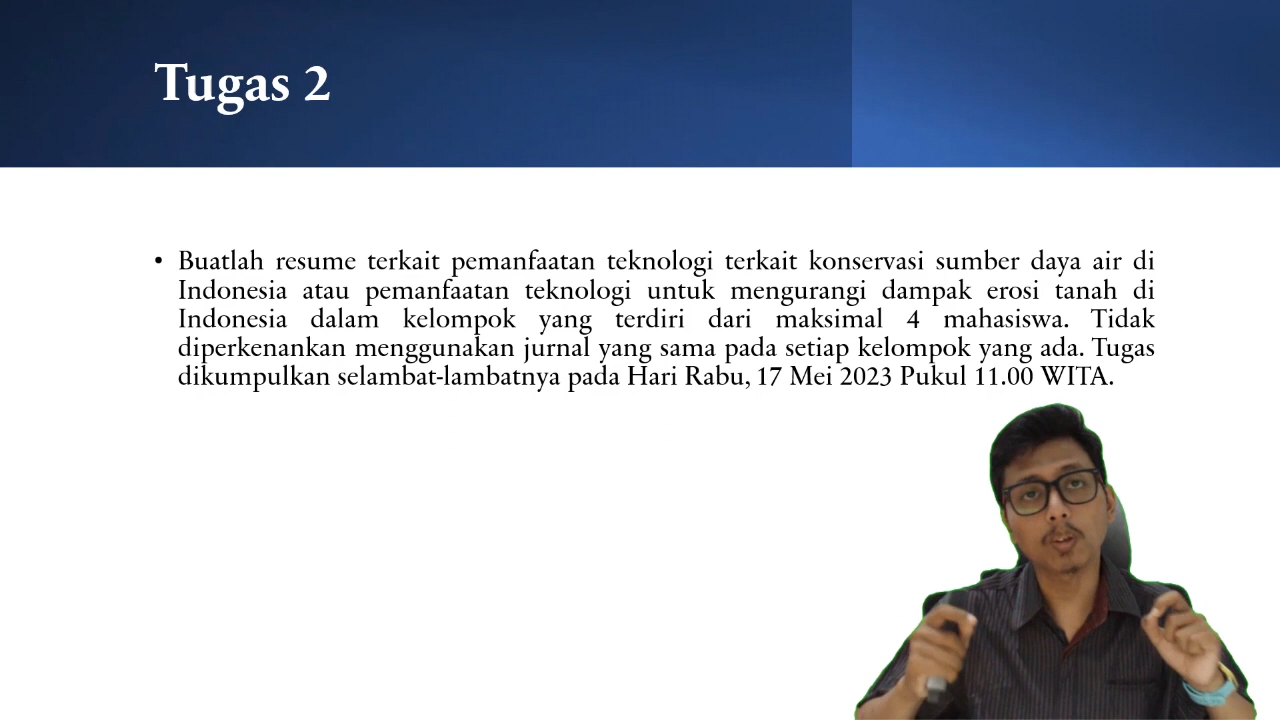 Tugas 2
• Buatlah resume terkait pemanfaatan teknologi terkait konservasi sumber daya air di
Indonesia atau pemanfaatan teknologi untuk mengurangi dampak erosi tanah di
Indonesia dalam kelompok yang terdiri dari maksimal 4 mahasiswa. Tidak
diperkenankan menggunakan jurnal yang sama pada setiap kelompok yang ada. Tugas
dikumpulkan selambat-lambatnya pada Hari Rabu, 17 Mei 2023 Pukul 11.00 WITA.